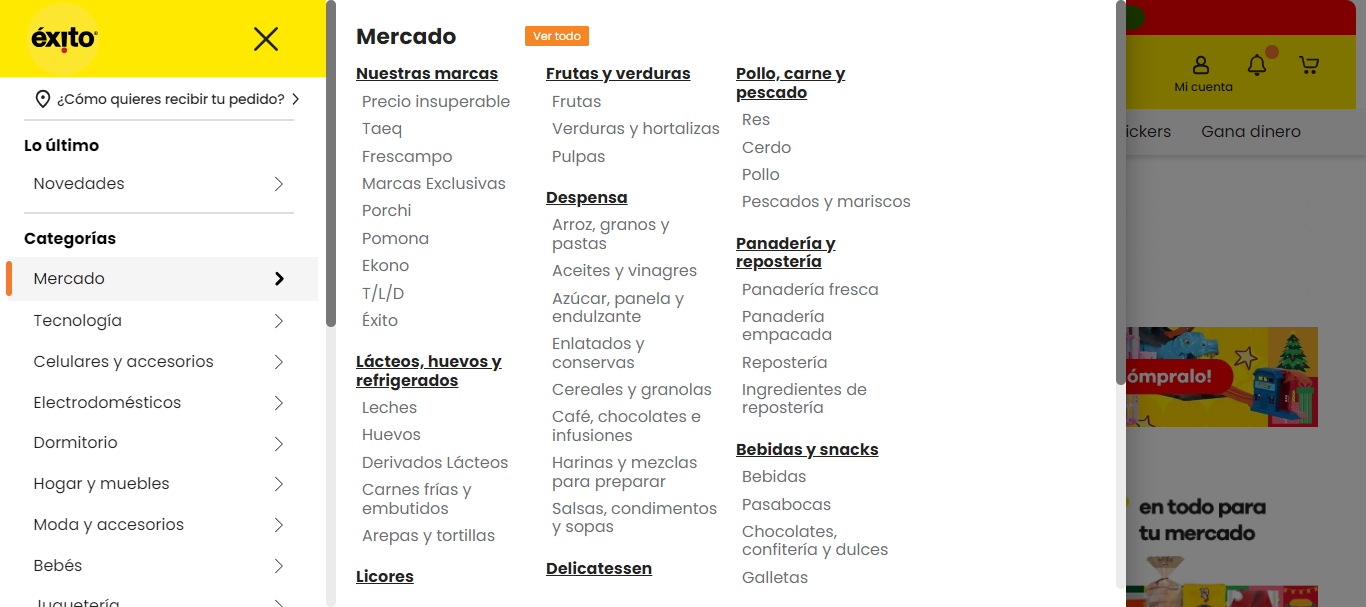 éxito
¿Cómo quieres recibir tu pedido?
Lo último
Novedades
Categorías
Mercado
Tecnología
Celulares y accesorios
Electrodomésticos
Dormitorio
Hogar y muebles
Moda y accesorios
Bebés
Juguetería
Mercado
Ver todo
Nuestras marcas
Precio insuperable
Taeq
Frescampo
Marcas Exclusivas
Porchi
Pomona
Ekono
T/L/D
Éxito
Lácteos, huevos y
refrigerados
Leches
Huevos
Derivados Lácteos
Carnes frías y
embutidos
Arepas y tortillas
Licores
Frutas y verduras
Frutas
Verduras y hortalizas
Pulpas
Despensa
Arroz, granos y
pastas
Aceites y vinagres
Azúcar, panela y
endulzante
Enlatados y
conservas
Cereales y granolas
Café, chocolates e
infusiones
Harinas y mezclas
para preparar
Salsas, condimentos
y sopas
Delicatessen
Pollo, carne y
pescado
Res
Cerdo
Pollo
Pescados y mariscos
Panadería y
repostería
Panadería fresca
Panadería
empacada
Repostería
Ingredientes de
repostería
Bebidas y snacks
Bebidas
Pasabocas
Chocolates,
confitería y dulces
Galletas
Mi cuenta
ickers
Gana dinero
ómpralo!
en todo para
tu mercado